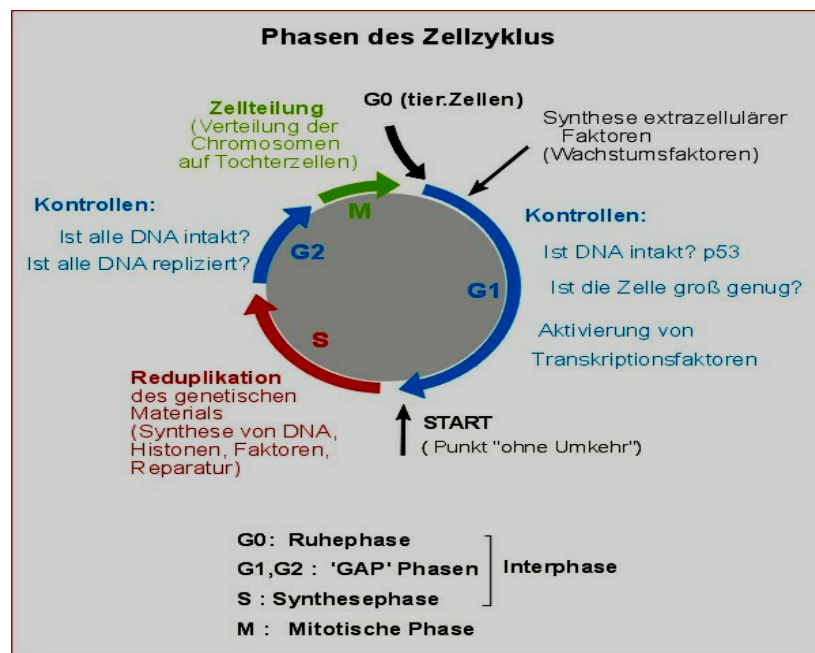 Phasen des Zellzyklus
G0 (tier.Zellen)
Zellteilung
(Verteilung der
Chromosomen
auf Tochterzellen)
Synthese extrazellulärer
Faktoren
(Wachstumsfaktoren)
M
Kontrollen:
Ist alle DNA intakt?
Ist alle DNA repliziert?
G2
Kontrollen:
Ist DNA intakt? p53
Ist die Zelle groß genug?
Aktivierung von
Transkriptionsfaktoren
G1
S
Reduplikation
des genetischen
Materials
(Synthese von DNA,
Histonen, Faktoren,
Reparatur)
START
( Punkt "ohne Umkehr")
G0 : Ruhephase
G1,G2 : 'GAP' Phasen
S : Synthesephase
Interphase
M : Mitotische Phase